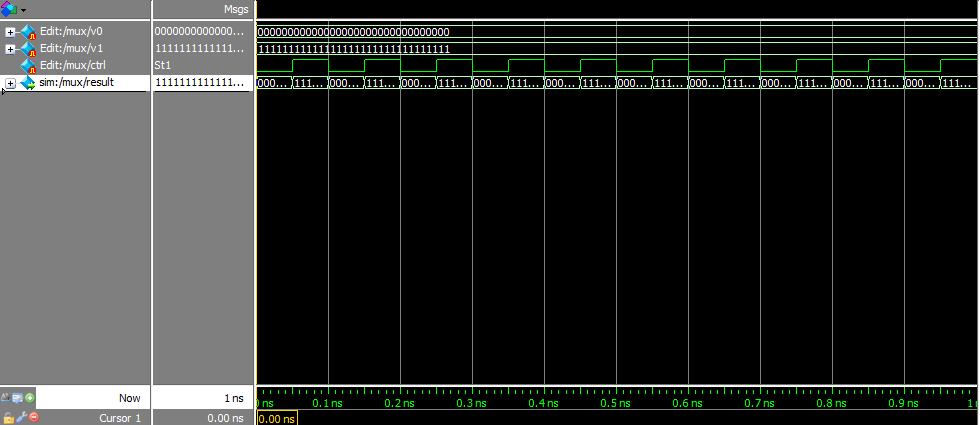 Msgs
Edit:/mux/v0 0000000000000... 00000000000000000000000000000000
Edit:/mux/v1 1111111111111... 11111111111111111111111111111111
Edit:/mux/ctrl St1
sim:/mux/result 1111111111111... 000... 111... 000... 111... 000... 111... 000... 111... 000... 111... 000... 111... 000... 111... 000... 111... 000... 111... 000... 111...
Now 1 ns ns 0.1 ns 0.2 ns 0.3 ns 0.4 ns 0.5 ns 0.6 ns 0.7 ns 0.8 ns 0.9 ns 1
Cursor 1 0.00 ns 0.00 ns